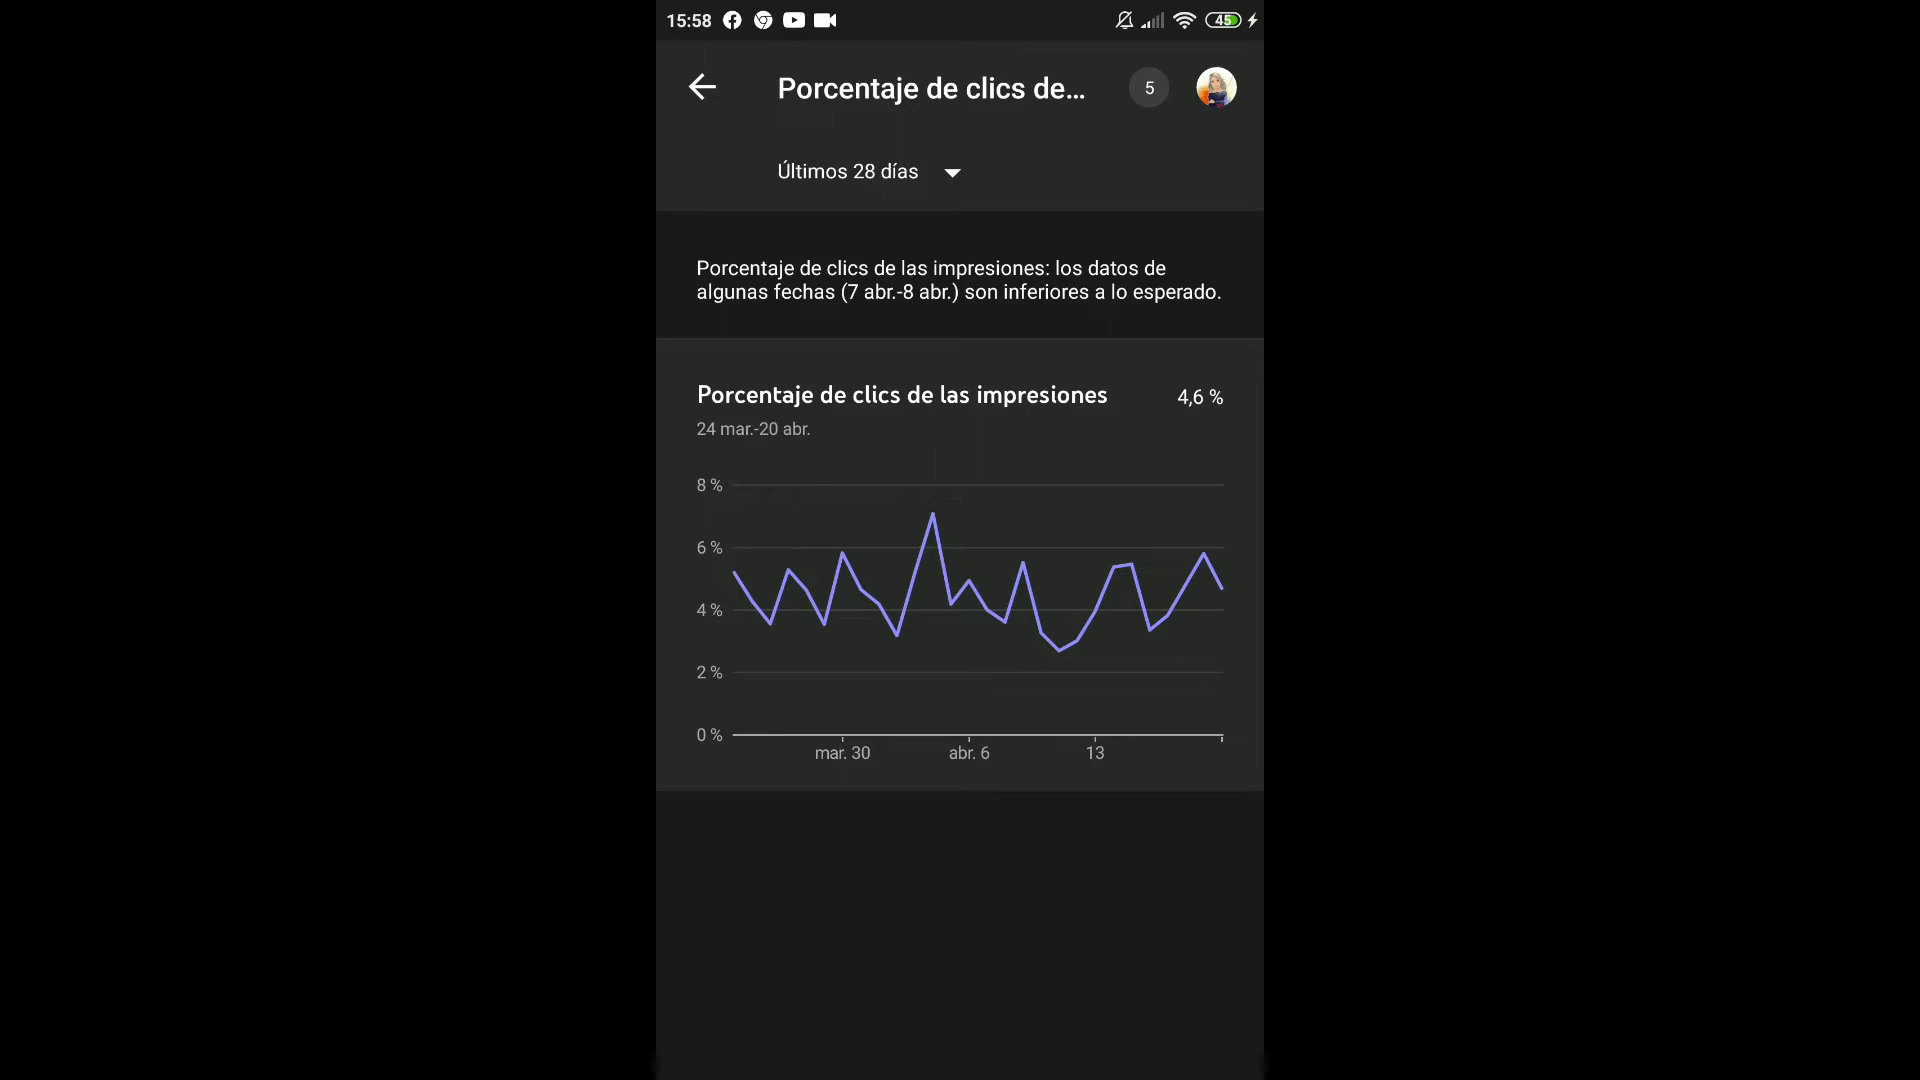 15:58
45
Porcentaje de clics de...
5
Últimos 28 días
Porcentaje de clics de las impresiones: los datos de
algunas fechas (7 abr.-8 abr.) son inferiores a lo esperado.
Porcentaje de clics de las impresiones
4,6 %
24 mar.-20 abr.
8 %
6 %
4 %
2 %
0 %
mar. 30
abr. 6
13